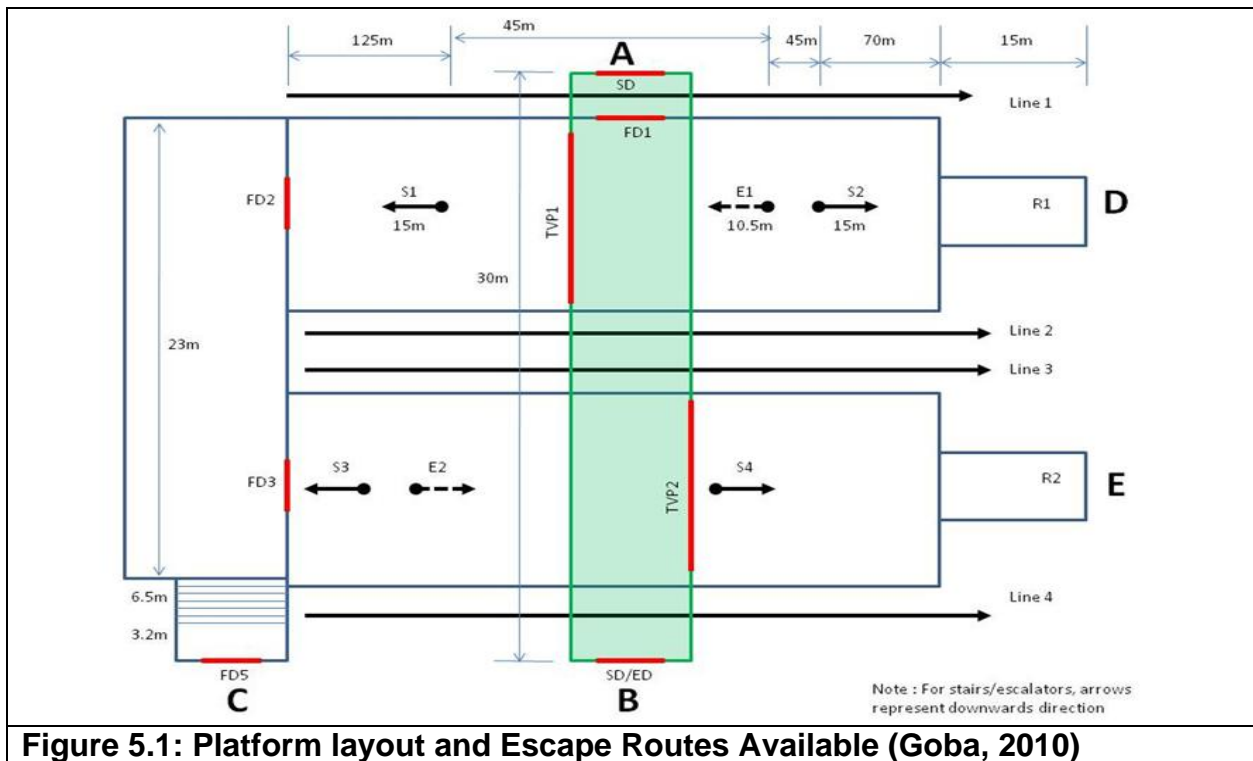 45m
125m
A
45m
70m
15m
SD
Line 1
FD1
FD2
S1
15m
TVP1
E1
10.5m
S2
15m
R1
D
30m
23m
Line 2
Line 3
FD3
S3
E2
TVP2
S4
R2
E
6.5m
3.2m
Line 4
FD5
C
SD/ED
B
Note : For stairs/escalators, arrows
represent downwards direction
Figure 5.1: Platform layout and Escape Routes Available (Goba, 2010)